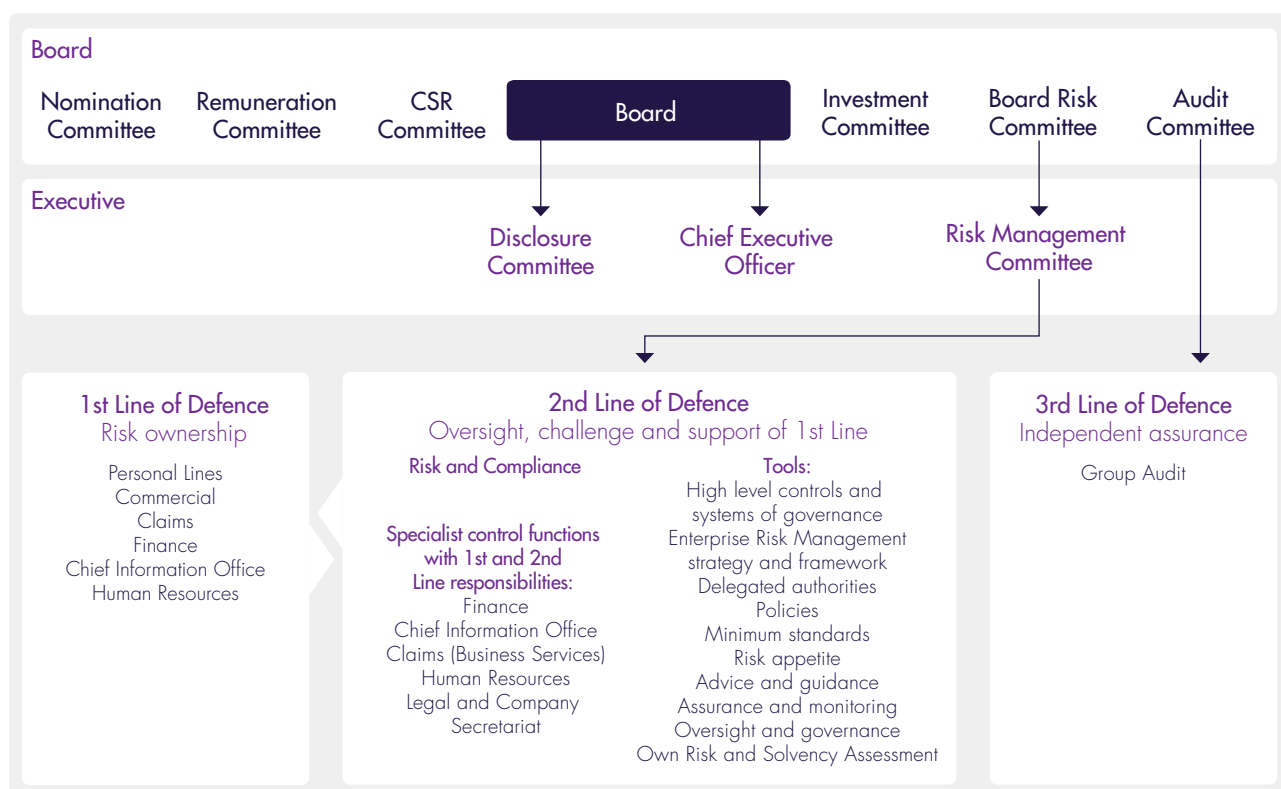 Board
Nomination
Committee
Remuneration
Committee
CSR
Committee
Board
Investment
Committee
Board Risk
Committee
Audit
Committee
Executive
Disclosure
Committee
Chief Executive
Officer
Risk Management
Committee
1st Line of Defence
Risk ownership
Personal Lines
Commercial
Claims
Finance
Chief Information Office
Human Resources
2nd Line of Defence
Oversight, challenge and support of 1st Line
Risk and Compliance
Specialist control functions
with 1st and 2nd
Line responsibilities:
Finance
Chief Information Office
Claims (Business Services)
Human Resources
Legal and Company
Secretariat
Tools:
High level controls and
systems of governance
Enterprise Risk Management
strategy and framework
Delegated authorities
Policies
Minimum standards
Risk appetite
Advice and guidance
Assurance and monitoring
Oversight and governance
Own Risk and Solvency Assessment
3rd Line of Defence
Independent assurance
Group Audit